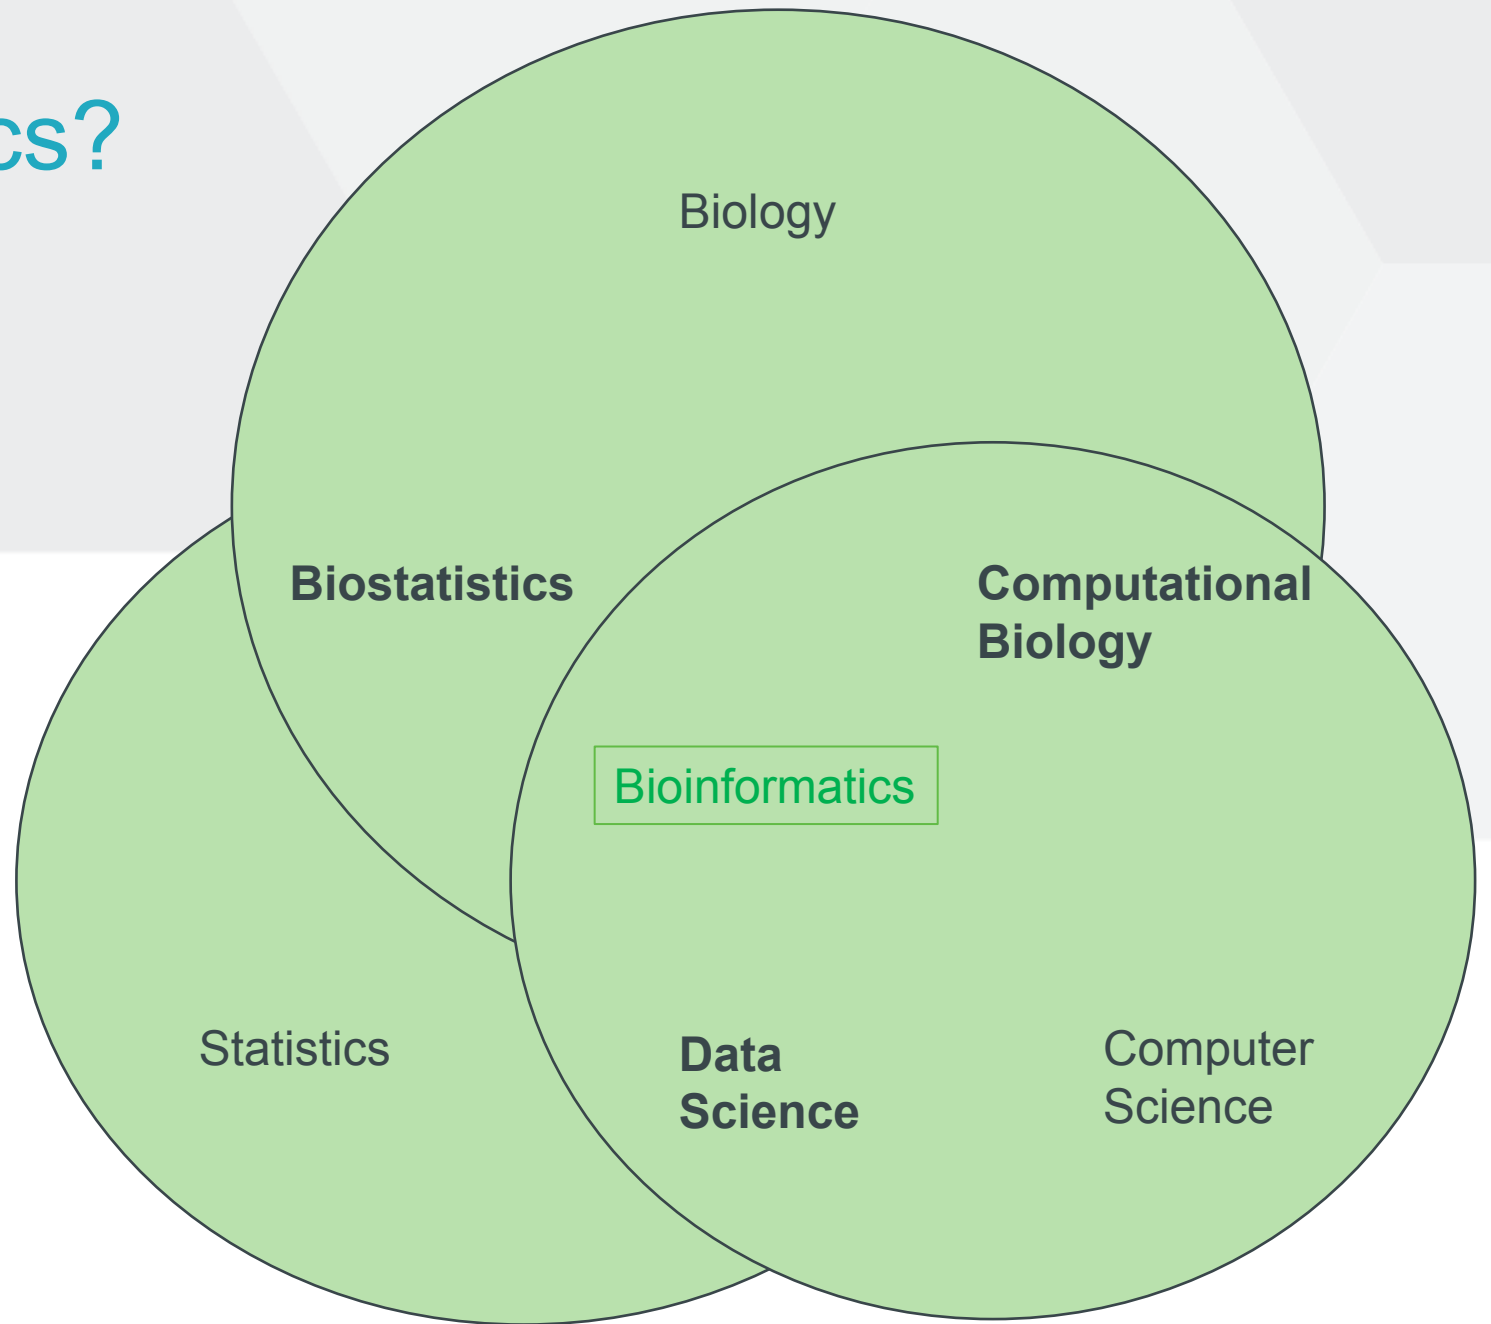 cs?
Biology
Biostatistics
Computational
Biology
Bioinformatics
Statistics
Data
Science
Computer
Science